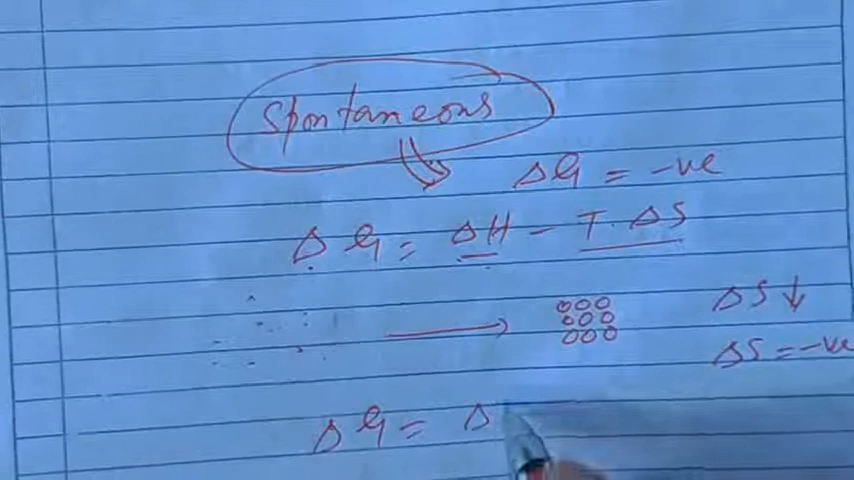 Spontaneous
ΔG = -ve
ΔG = ΔH - T. ΔS
ΔS ↓
ΔS = -ve
ΔG = Δ